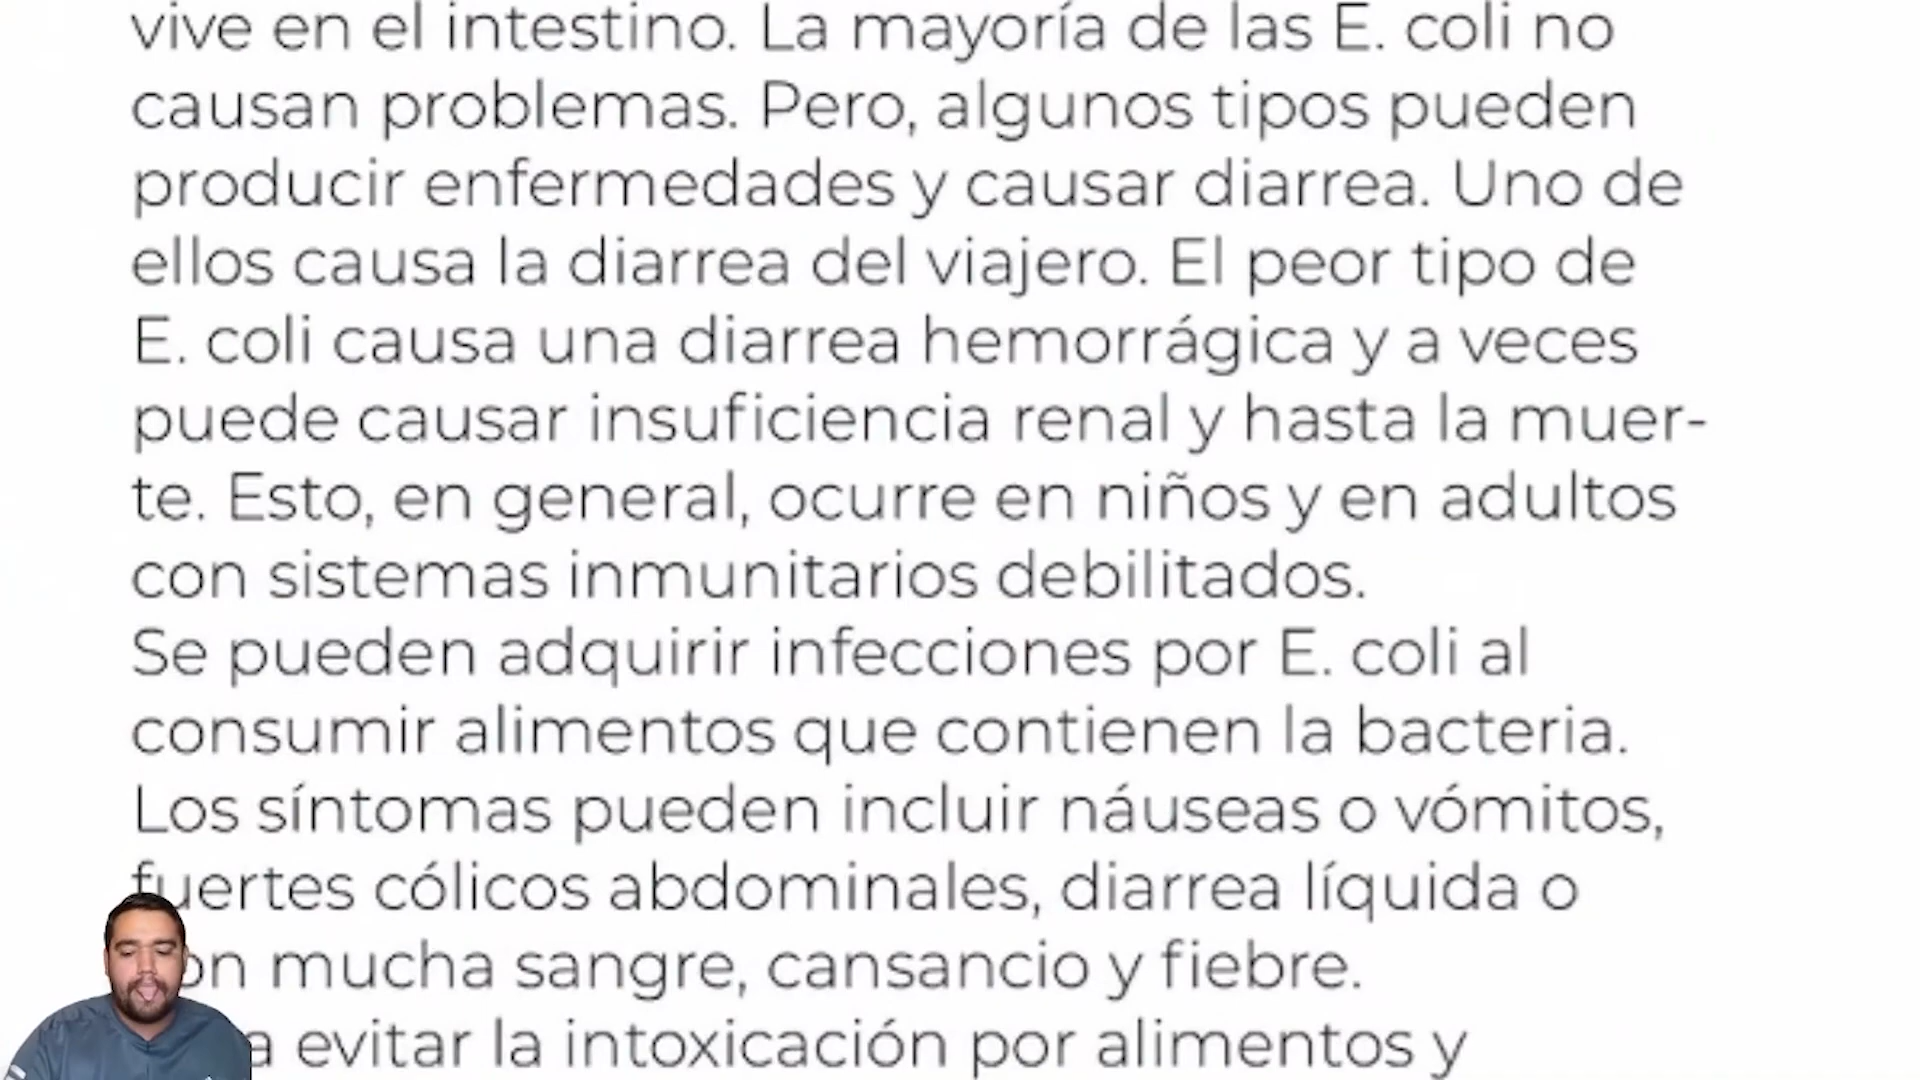 vive en el intestino. La mayoría de las E. coli no
causan problemas. Pero, algunos tipos pueden
producir enfermedades y causar diarrea. Uno de
ellos causa la diarrea del viajero. El peor tipo de
E. coli causa una diarrea hemorrágica y a veces
puede causar insuficiencia renal y hasta la muer-
te. Esto, en general, ocurre en niños y en adultos
con sistemas inmunitarios debilitados.
Se pueden adquirir infecciones por E. coli al
consumir alimentos que contienen la bacteria.
Los síntomas pueden incluir náuseas o vómitos,
fuertes cólicos abdominales, diarrea líquida o
mucha sangre, cansancio y fiebre.
evitar la intoxicación por alimentos y